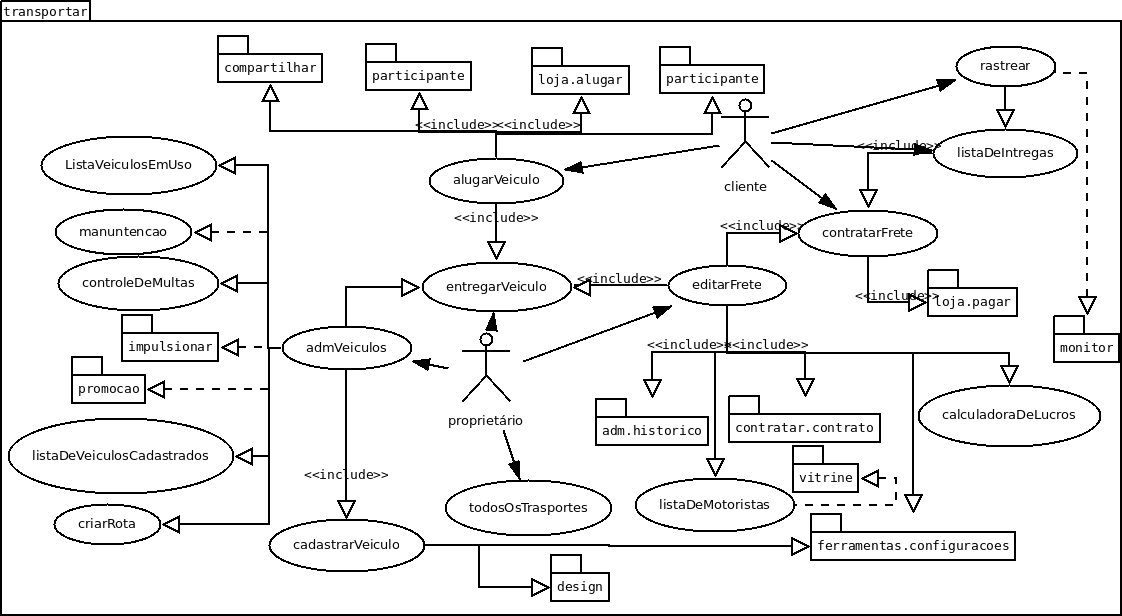 transportar
compartilhar
participante
loja.alugar
participante
rastrear
<<include>>
<<include>>
cliente
<<include>>
listaDeIntregas
ListaVeiculosEmUso
alugarVeiculo
<<include>>
manuntencao
<<include>>
contratarFrete
controleDeMultas
entregarVeiculo
<<include>>
editarFrete
<<include>>
loja.pagar
impulsionar
admVeiculos
<<include>>
<<include>>
monitor
promocao
proprietário
adm.historico
contratar.contrato
calculadoraDeLucros
listaDeVeiculosCadastrados
<<include>>
vitrine
todosOsTrasportes
listaDeMotoristas
criarRota
cadastrarVeiculo
ferramentas.configuracoes
design